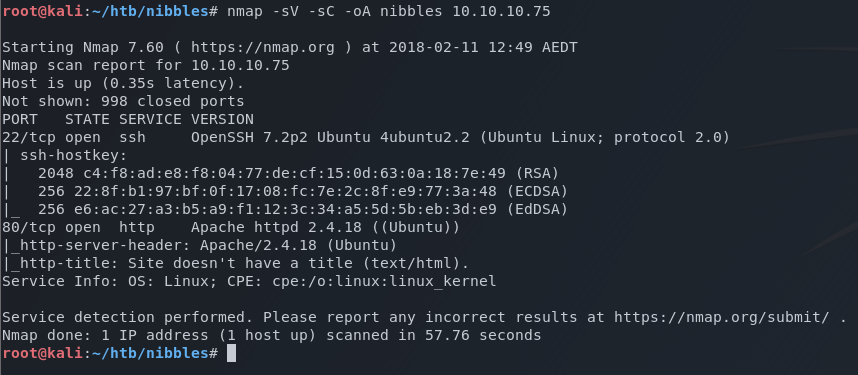 root@kali:~/htb/nibbles# nmap -sV -sC -oA nibbles 10.10.10.75
Starting Nmap 7.60 ( https://nmap.org ) at 2018-02-11 12:49 AEDT
Nmap scan report for 10.10.10.75
Host is up (0.35s latency).
Not shown: 998 closed ports
PORT   STATE SERVICE VERSION
22/tcp open  ssh     OpenSSH 7.2p2 Ubuntu 4ubuntu2.2 (Ubuntu Linux; protocol 2.0)
| ssh-hostkey:
|   2048 c4:f8:ad:e8:f8:04:77:de:cf:15:0d:63:0a:18:7e:49 (RSA)
|   256 22:8f:b1:97:bf:0f:17:08:fc:7e:2c:8f:e9:77:3a:48 (ECDSA)
|_  256 e6:ac:27:a3:b5:a9:f1:12:3c:34:a5:5d:5b:eb:3d:e9 (EdDSA)
80/tcp open  http    Apache httpd 2.4.18 ((Ubuntu))
|_http-server-header: Apache/2.4.18 (Ubuntu)
|_http-title: Site doesn't have a title (text/html).
Service Info: OS: Linux; CPE: cpe:/o:linux:linux_kernel
Service detection performed. Please report any incorrect results at https://nmap.org/submit/ .
Nmap done: 1 IP address (1 host up) scanned in 57.76 seconds
root@kali:~/htb/nibbles#